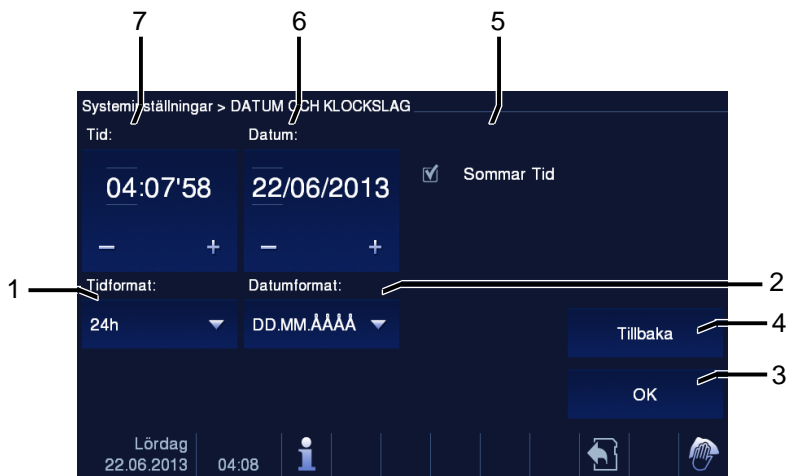 7 6 5
Systeminställningar > DATUM OCH KLOCKSLAG
Tid: Datum:
04:07'58 22/06/2013 Sommar Tid
– + – +
1 Tidformat: Datumformat: 2
24h DD.MM.ÅÅÅÅ Tillbaka 4
OK 3
Lördag
22.06.2013 04:08